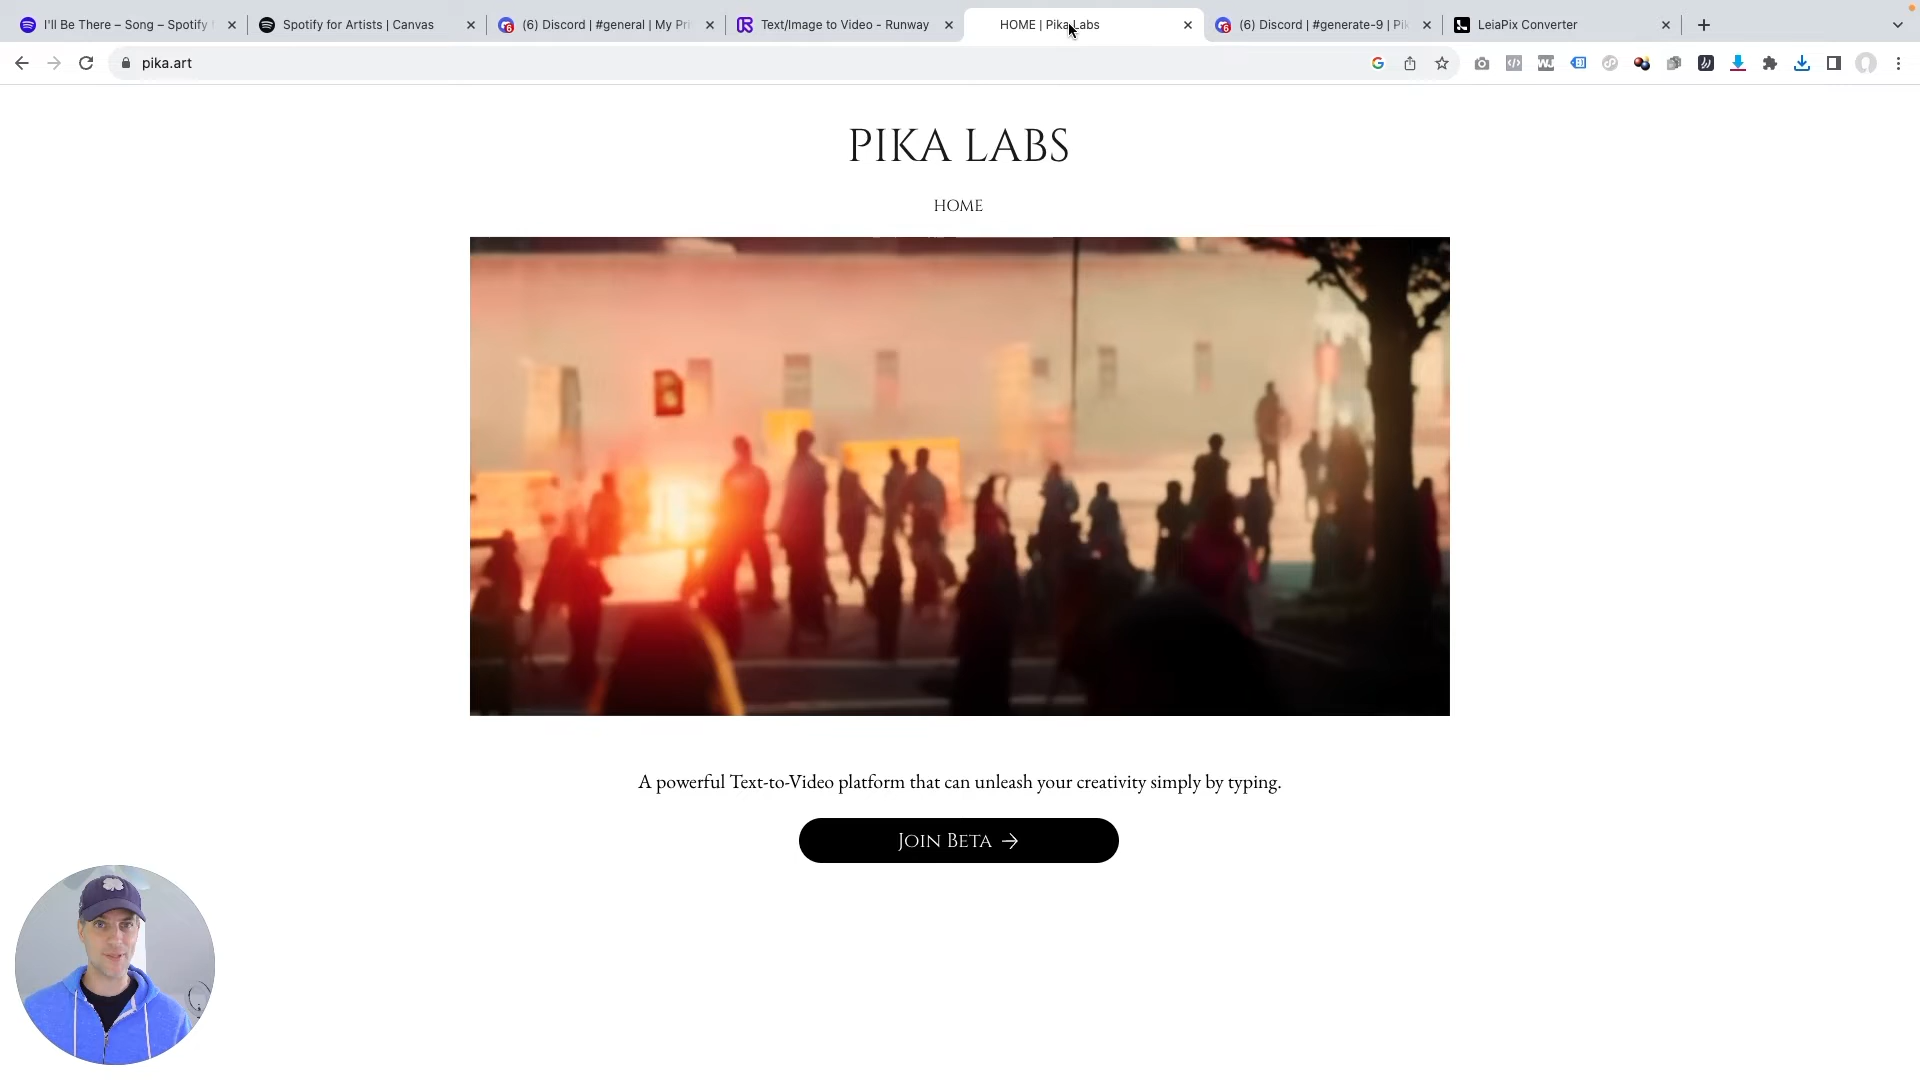 I'll Be There – Song – Spotify
Spotify for Artists | Canvas
(6) Discord | #general | My Pri
Text/Image to Video - Runway
HOME | Pika Labs
(6) Discord | #generate-9 | Pik
LeiaPix Converter
pika.art
PIKA LABS
HOME
A powerful Text-to-Video platform that can unleash your creativity simply by typing.
JOIN BETA →